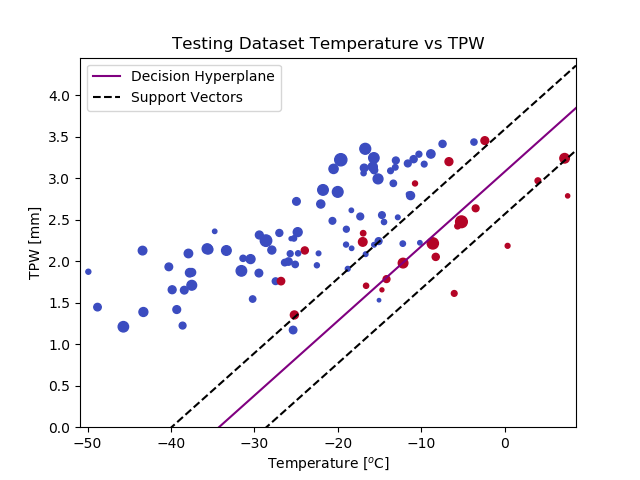 Testing Dataset Temperature vs TPW
Decision Hyperplane
Support Vectors
TPW [mm]
4.0
3.5
3.0
2.5
2.0
1.5
1.0
0.5
0.0
−50 −40 −30 −20 −10 0
Temperature [°C]